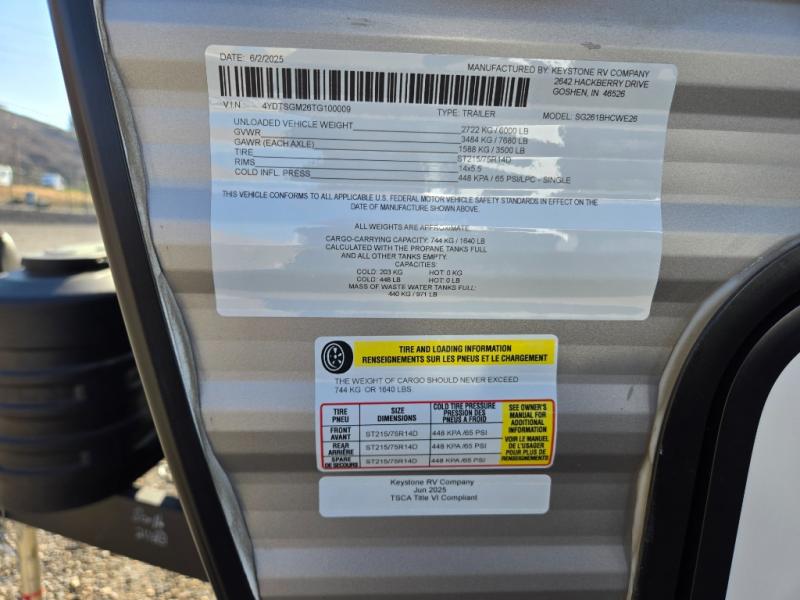 DATE: 6/2/2025
MANUFACTURED BY: KEYSTONE RV COMPANY
2642 HACKBERRY DRIVE
GOSHEN, IN 46526
V.I.N 4YDTSGM26TG100009 TYPE: TRAILER MODEL: SG261BHCWE26
UNLOADED VEHICLE WEIGHT 2722 KG / 6000 LB
GVWR 3484 KG / 7680 LB
GAWR (EACH AXLE) 1588 KG / 3500 LB
TIRE ST215/75R14D
RIMS 14x5.5
COLD INFL. PRESS 448 KPA / 65 PSI/LPC - SINGLE
THIS VEHICLE CONFORMS TO ALL APPLICABLE U.S. FEDERAL MOTOR VEHICLE SAFETY STANDARDS IN EFFECT ON THE
DATE OF MANUFACTURE SHOWN ABOVE.
ALL WEIGHTS ARE APPROXIMATE
CARGO-CARRYING CAPACITY: 744 KG / 1640 LB
CALCULATED WITH THE PROPANE TANKS FULL
AND ALL OTHER TANKS EMPTY.
CAPACITIES:
COLD: 203 KG HOT: 0 KG
COLD: 448 LB HOT: 0 LB
MASS OF WASTE WATER TANKS FULL:
440 KG / 971 LB
TIRE AND LOADING INFORMATION
RENSEIGNEMENTS SUR LES PNEUS ET LE CHARGEMENT
THE WEIGHT OF CARGO SHOULD NEVER EXCEED
744 KG OR 1640 LBS.
TIRE
PNEU
SIZE
DIMENSIONS
COLD TIRE PRESSURE
PRESSION DES
PNEUS A FROID
FRONT
AVANT
ST215/75R14D 448 KPA /65 PSI
REAR
ARRIÈRE
ST215/75R14D 448 KPA /65 PSI
SPARE
DE SECOURS
ST215/75R14D 448 KPA /65 PSI
SEE OWNER'S
MANUAL FOR
ADDITIONAL
INFORMATION
VOIR LE MANUEL
DE L'USAGER
POUR PLUS DE
RENSEIGNEMENTS
Keystone RV Company
Jun 2025
TSCA Title VI Compliant